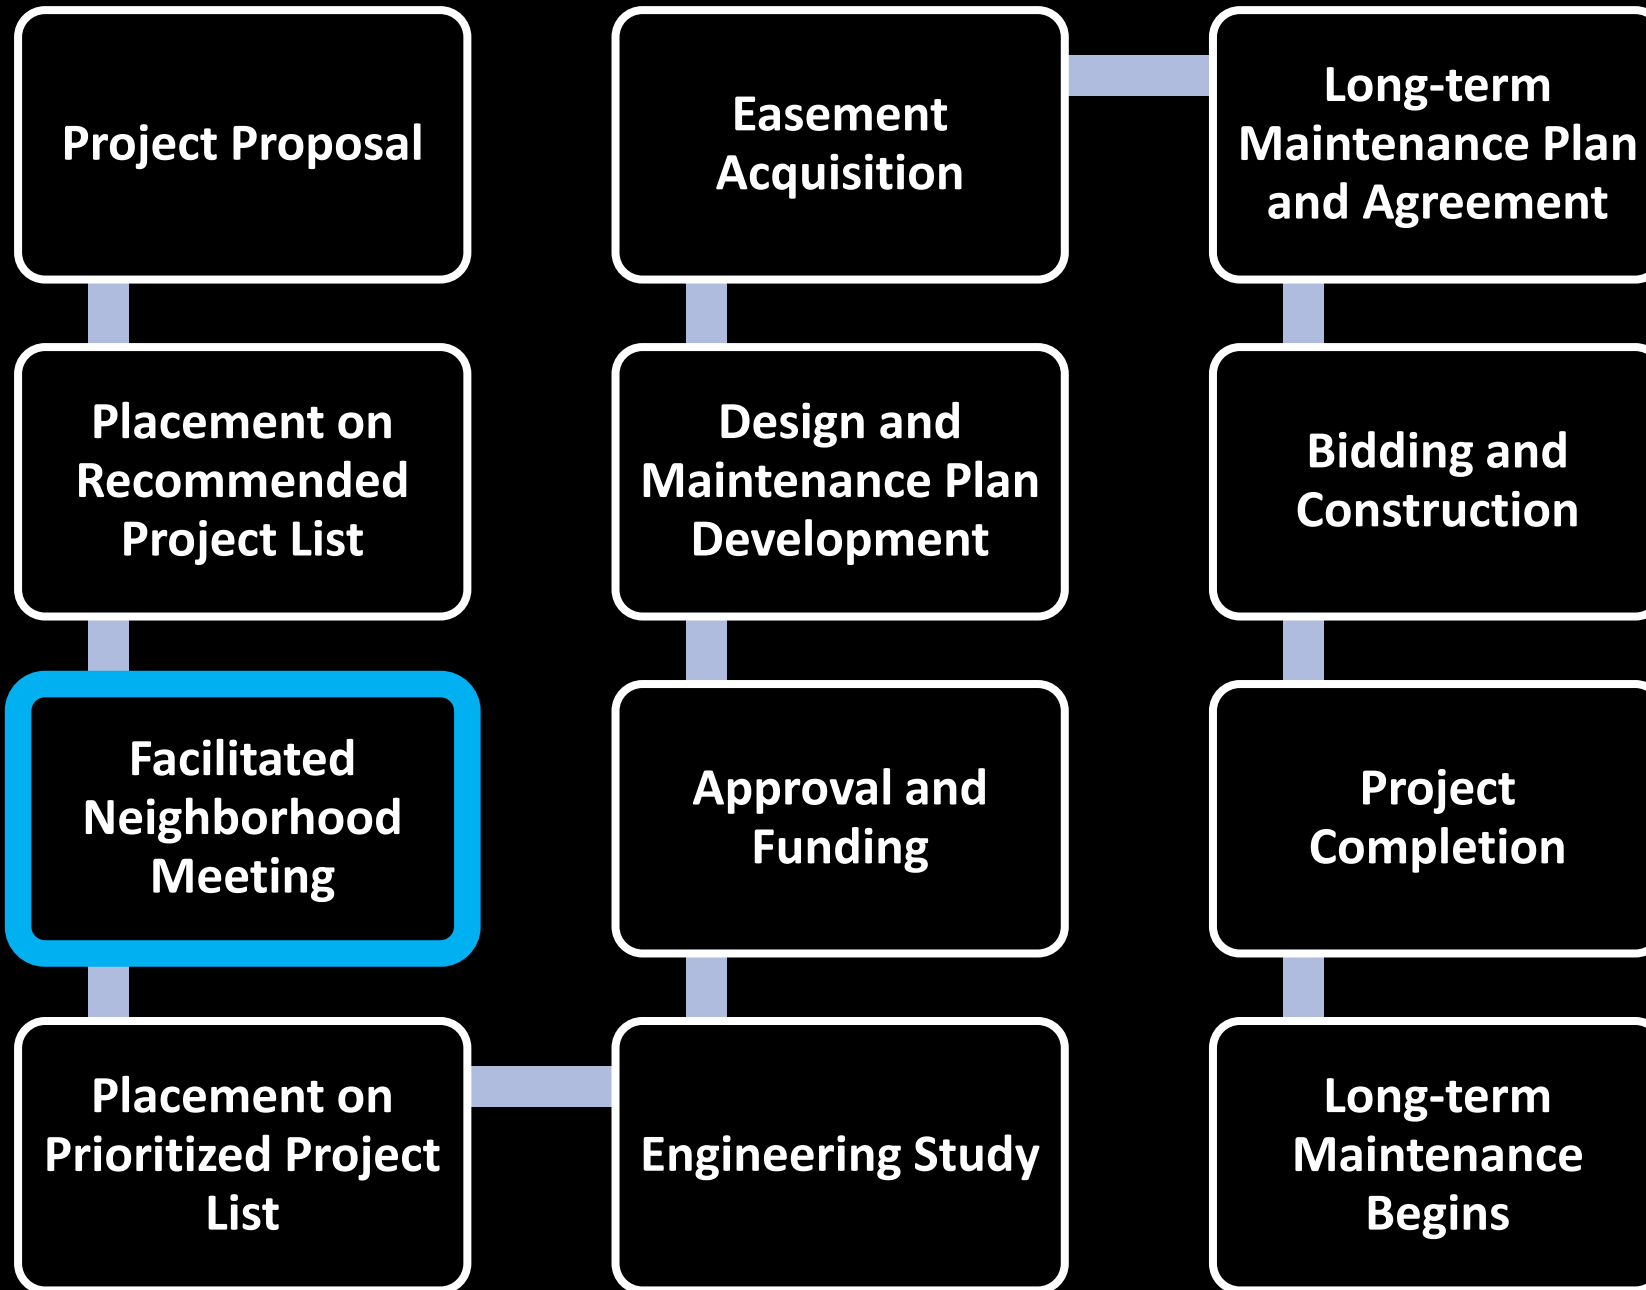 Project Proposal
Placement on
Recommended
Project List
Facilitated
Neighborhood
Meeting
Placement on
Prioritized Project
List
Engineering Study
Approval and
Funding
Design and
Maintenance Plan
Development
Easement
Acquisition
Long-term
Maintenance Plan
and Agreement
Bidding and
Construction
Project
Completion
Long-term
Maintenance
Begins